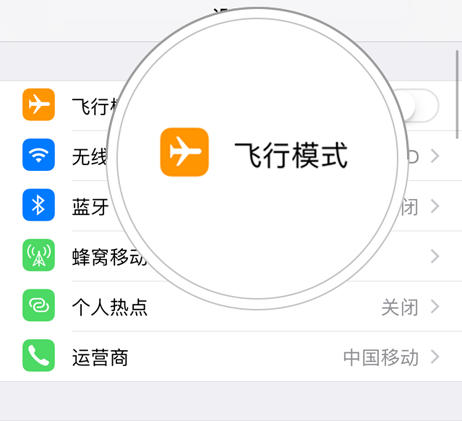 飞行模式
飞行
无线
蓝牙 闭
蜂窝移动
个人热点 关闭
运营商 中国移动